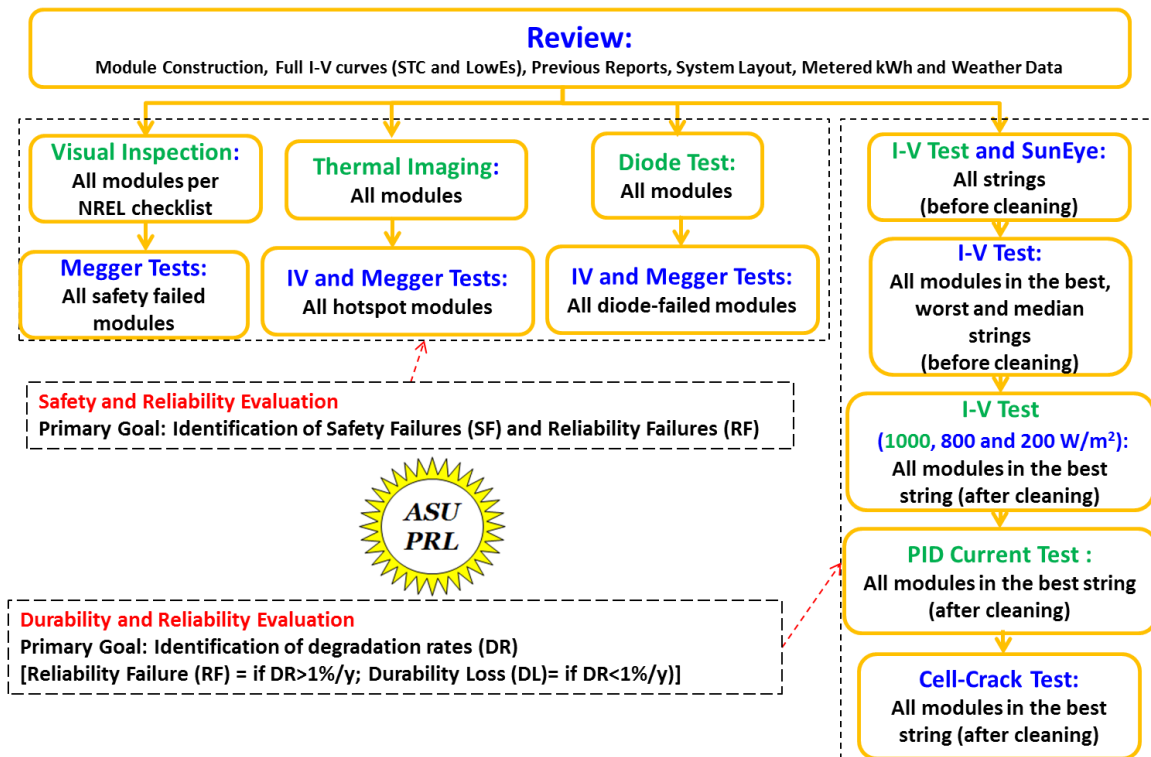 Review:
Module Construction, Full I-V curves (STC and LowEs), Previous Reports, System Layout, Metered kWh and Weather Data
Visual Inspection:
All modules per
NREL checklist
Megger Tests:
All safety failed
modules
Thermal Imaging:
All modules
IV and Megger Tests:
All hotspot modules
Diode Test:
All modules
IV and Megger Tests:
All diode-failed modules
I-V Test and SunEye:
All strings
(before cleaning)
I-V Test:
All modules in the best,
worst and median
strings
(before cleaning)
I-V Test
(1000, 800 and 200 W/m²):
All modules in the best
string (after cleaning)
PID Current Test :
All modules in the best string
(after cleaning)
Cell-Crack Test:
All modules in the best
string (after cleaning)
Safety and Reliability Evaluation
Primary Goal: Identification of Safety Failures (SF) and Reliability Failures (RF)
ASU
PRL
Durability and Reliability Evaluation
Primary Goal: Identification of degradation rates (DR)
[Reliability Failure (RF) = if DR>1%/y; Durability Loss (DL)= if DR<1%/y)]